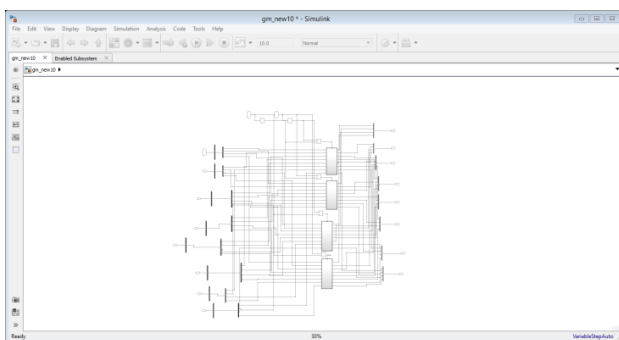 gm_new10 * - Simulink
File Edit View Display Diagram Simulation Analysis Code Tools Help
10.0 Normal
gm_new10 × Enabled Subsystem ×
gm_new10
Ready
VariableStepAuto